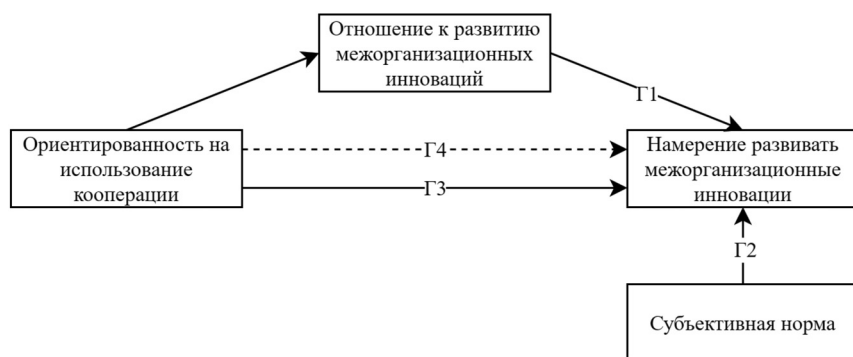 Отношение к развитию
межорганизационных
инноваций
Г1
Ориентированность на
использование
кооперации
Г4
Г3
Намерение развивать
межорганизационные
инновации
Г2
Субъективная норма